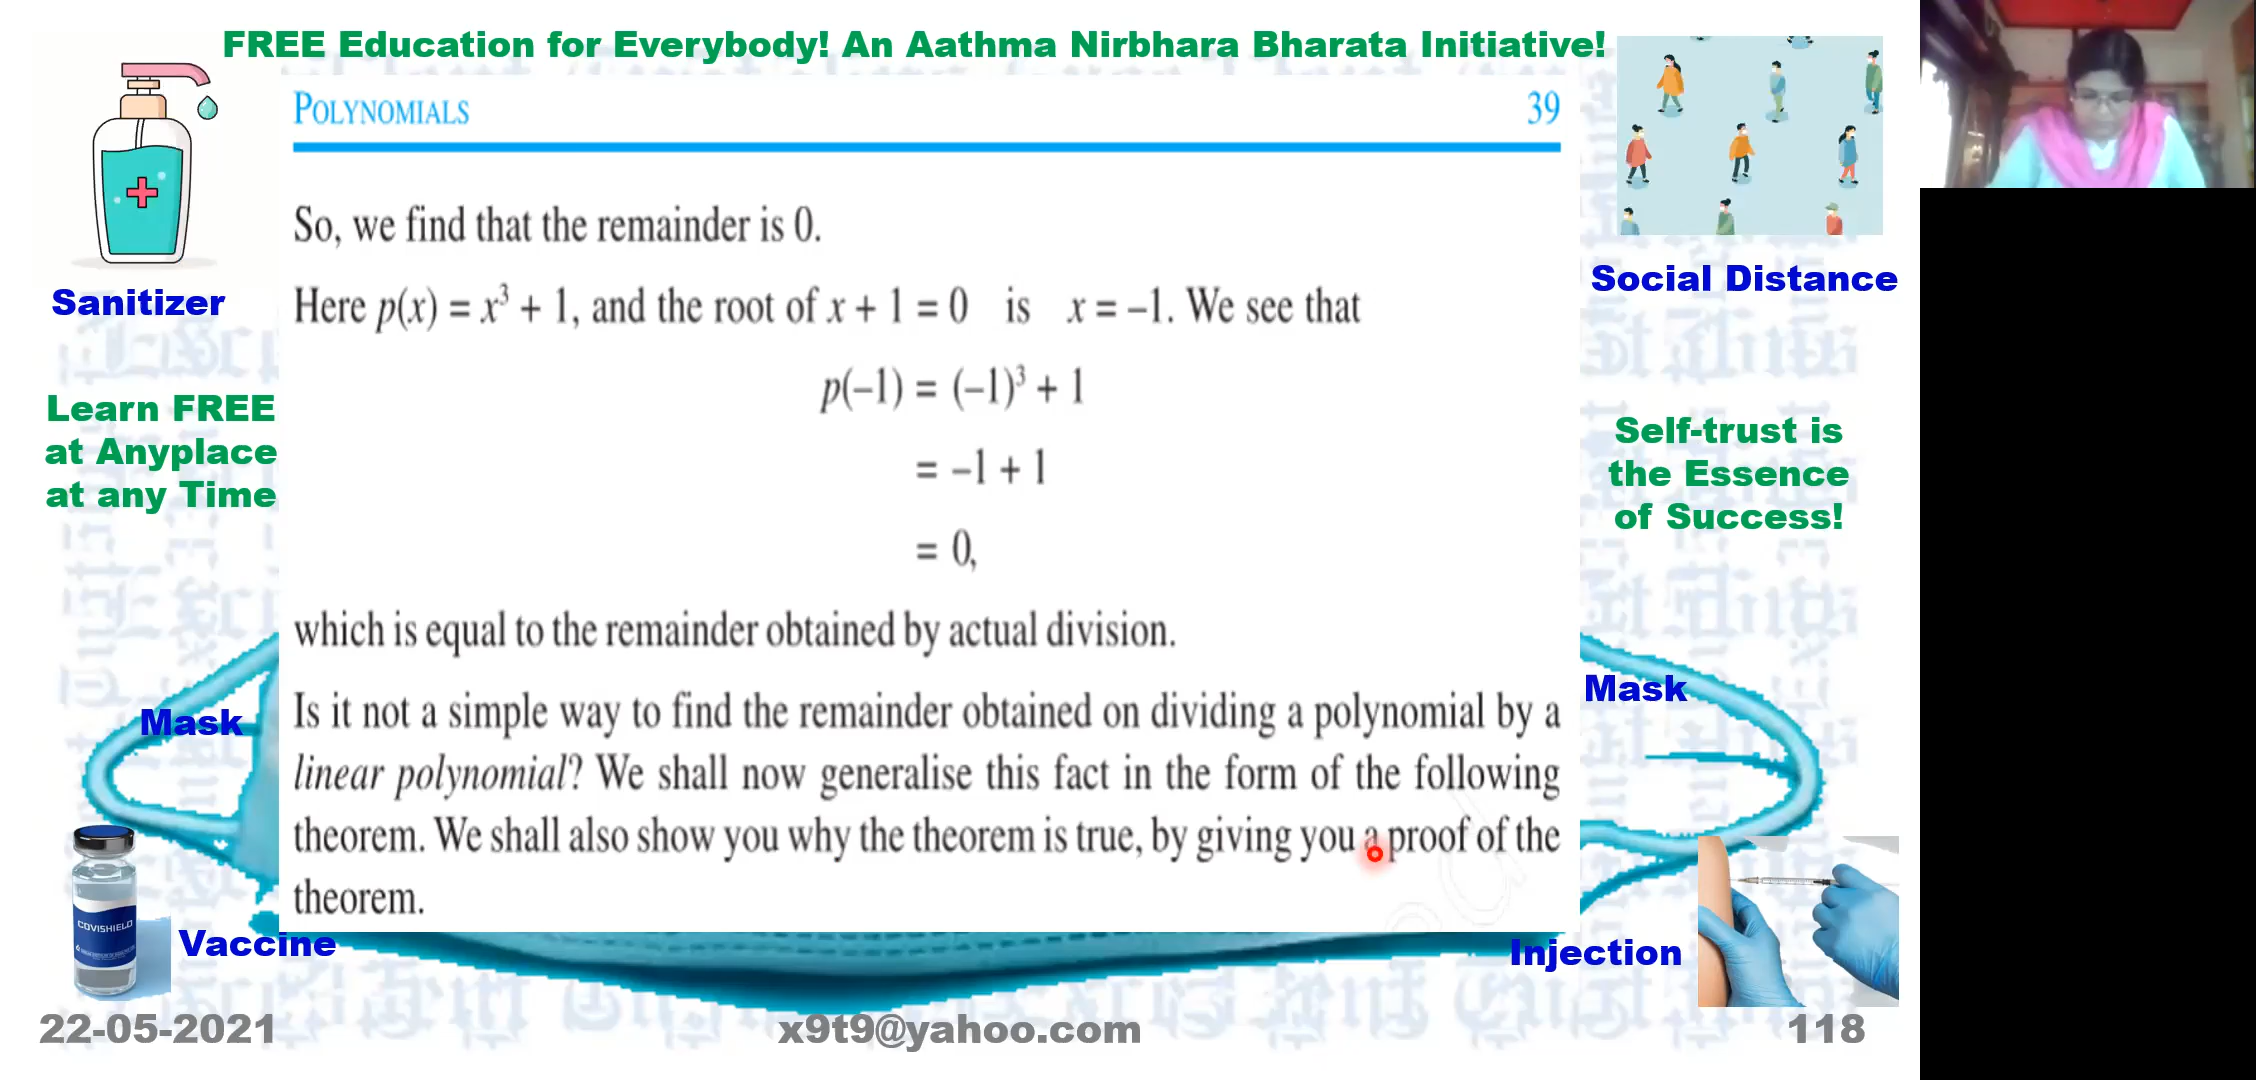 FREE Education for Everybody! An Aathma Nirbhara Bharata Initiative!
POLYNOMIALS 39
So, we find that the remainder is 0.
Here p(x) = x³ + 1, and the root of x + 1 = 0 is x = –1. We see that
p(–1) = (–1)³ + 1
= –1 + 1
= 0,
which is equal to the remainder obtained by actual division.
Is it not a simple way to find the remainder obtained on dividing a polynomial by a
linear polynomial? We shall now generalise this fact in the form of the following
theorem. We shall also show you why the theorem is true, by giving you a proof of the
theorem.
Sanitizer
Learn FREE
at Anyplace
at any Time
Mask
COVISHIELD
Vaccine
Social Distance
Self-trust is
the Essence
of Success!
Mask
Injection
22-05-2021
x9t9@yahoo.com
118